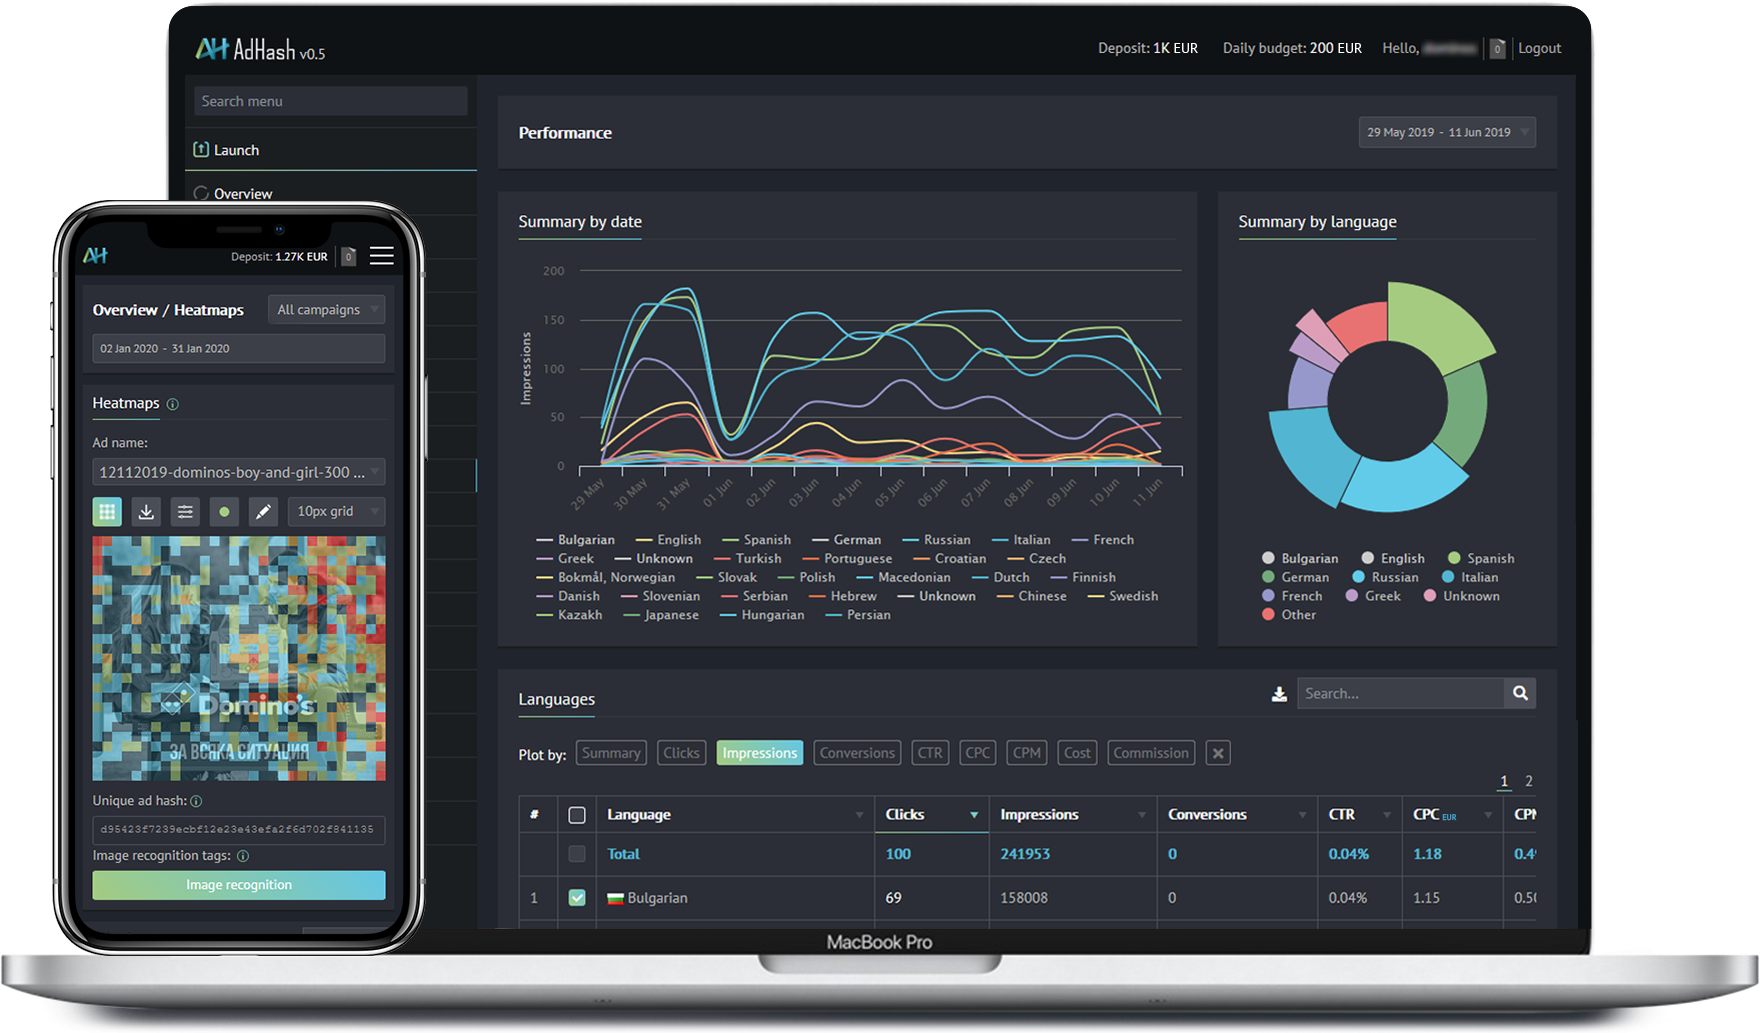 AdHash v0.5
Deposit: 1K EUR Daily budget: 200 EUR Hello, 0 Logout
Search menu
Launch
Overview
Performance
29 May 2019 - 11 Jun 2019
Summary by date
200
150
100
50
0
Impressions
29 May 30 May 31 May 01 Jun 02 Jun 03 Jun 04 Jun 05 Jun 06 Jun 07 Jun 08 Jun 09 Jun 10 Jun 11 Jun
Bulgarian English Spanish German Russian Italian French
Greek Unknown Turkish Portuguese Croatian Czech
Bokmål, Norwegian Slovak Polish Macedonian Dutch Finnish
Danish Slovenian Serbian Hebrew Unknown Chinese Swedish
Kazakh Japanese Hungarian Persian
Summary by language
Bulgarian English Spanish
German Russian Italian
French Greek Unknown
Other
Languages
Search...
Plot by: Summary Clicks Impressions Conversions CTR CPC CPM Cost Commission
1 2
# Language Clicks Impressions Conversions CTR CPC EUR
Total 100 241953 0 0.04% 1.18
1 Bulgarian 69 158008 0 0.04% 1.15
MacBook Pro
AH
Deposit: 1.27K EUR 0
Overview / Heatmaps All campaigns
02 Jan 2020 - 31 Jan 2020
Heatmaps
Ad name:
12112019-dominos-boy-and-girl-300 ...
10px grid
Domino's
ЗА ВСЯКА СИТУАЦИЯ
Unique ad hash:
d95423f7239ecbf12e23e43efa2f6d702f841135
Image recognition tags:
Image recognition